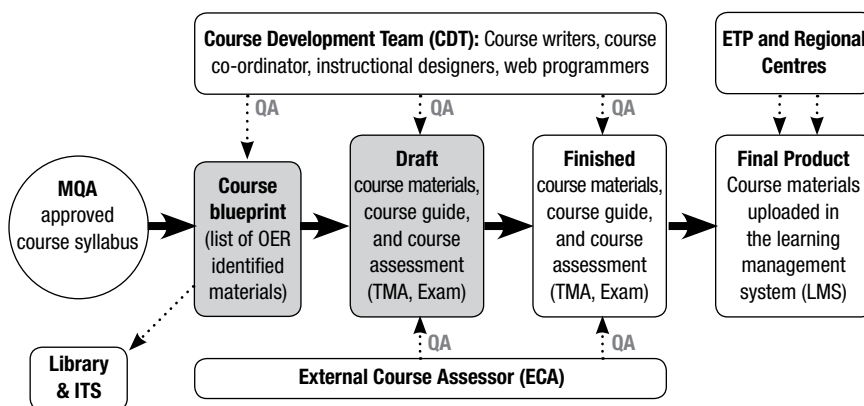 Course Development Team (CDT): Course writers, course
co-ordinator, instructional designers, web programmers
ETP and Regional
Centres
QA
QA
QA
MQA
approved
course syllabus
Course
blueprint
(list of OER
identified
materials)
Draft
course materials,
course guide,
and course
assessment
(TMA, Exam)
Finished
course materials,
course guide,
and course
assessment
(TMA, Exam)
Final Product
Course materials
uploaded in
the learning
management
system (LMS)
QA
QA
Library
& ITS
External Course Assessor (ECA)